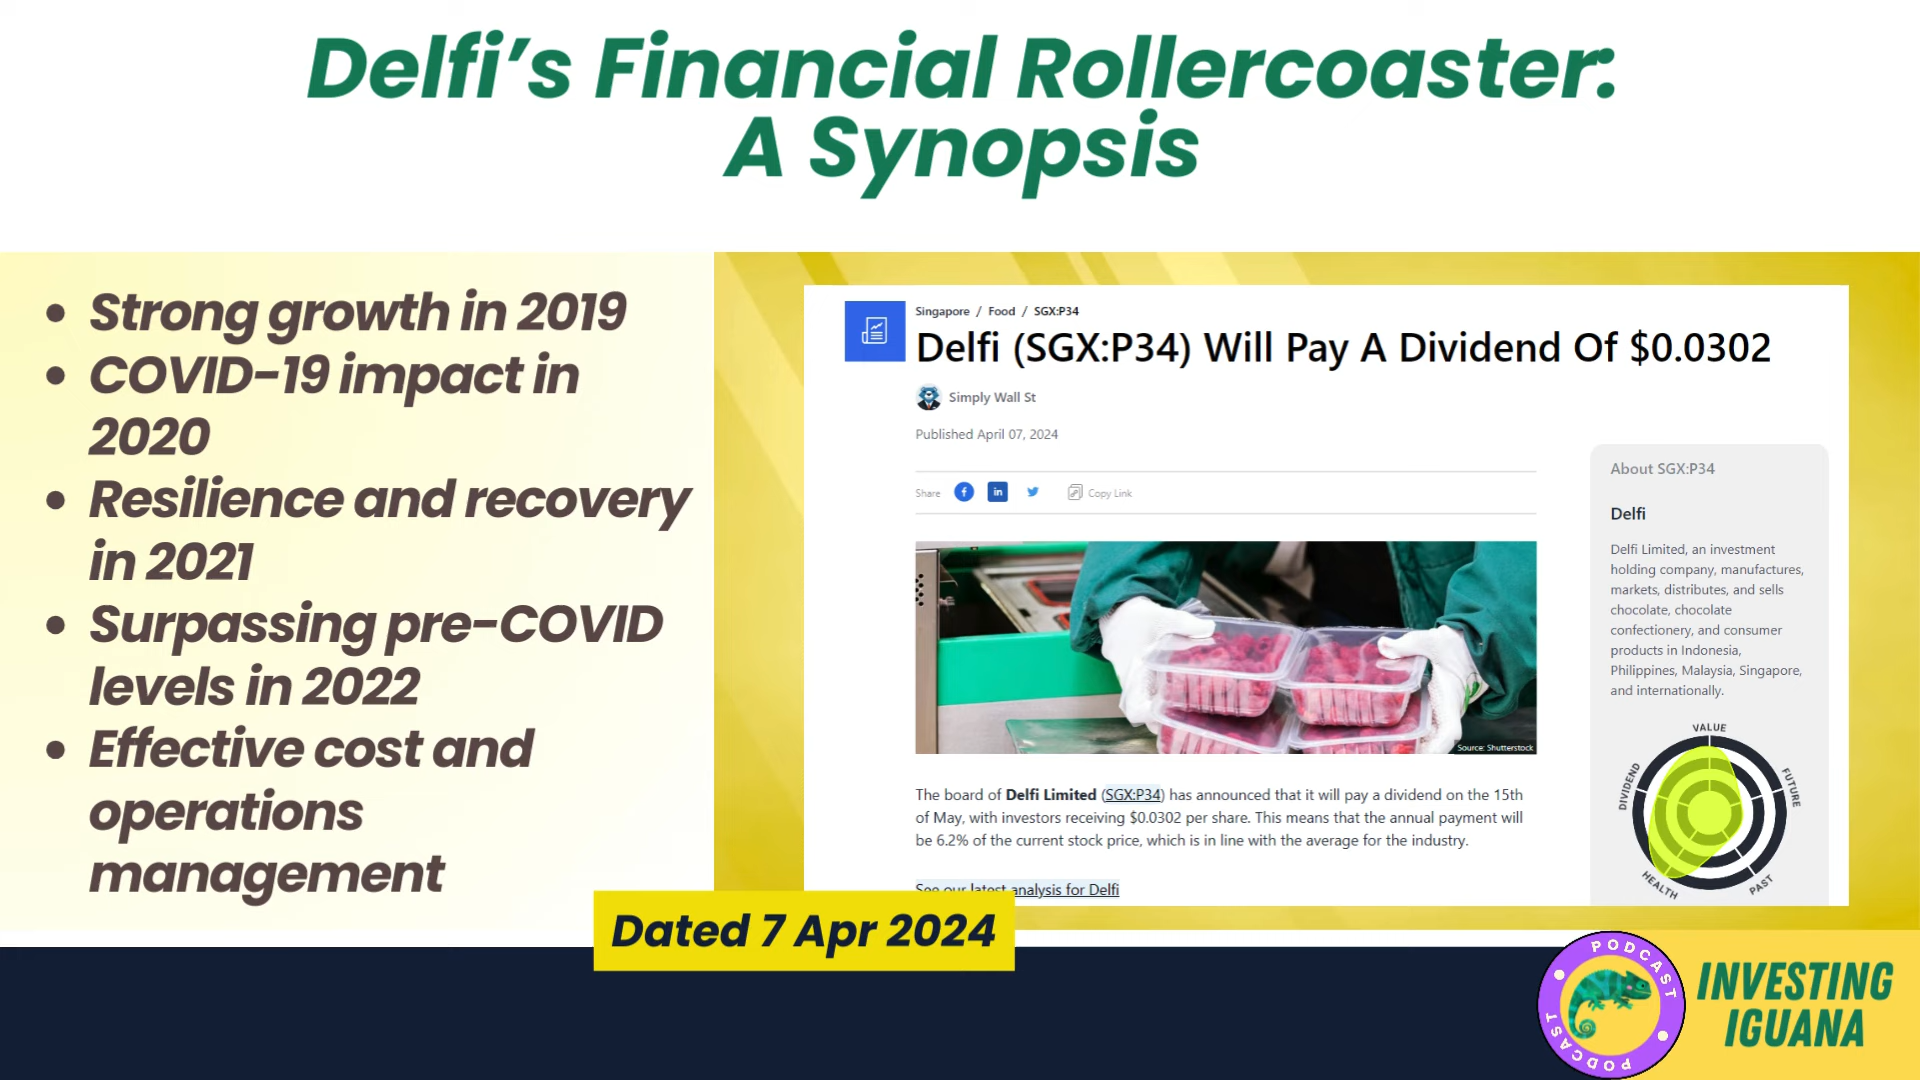 Delfi’s Financial Rollercoaster:
A Synopsis
• Strong growth in 2019
• COVID-19 impact in
2020
• Resilience and recovery
in 2021
• Surpassing pre-COVID
levels in 2022
• Effective cost and
operations
management
Singapore / Food / SGX:P34
Delfi (SGX:P34) Will Pay A Dividend Of $0.0302
Simply Wall St
Published April 07, 2024
Share
Copy Link
Source: Shutterstock
The board of Delfi Limited (SGX:P34) has announced that it will pay a dividend on the 15th
of May, with investors receiving $0.0302 per share. This means that the annual payment will
be 6.2% of the current stock price, which is in line with the average for the industry.
See our latest analysis for Delfi
About SGX:P34
Delfi
Delfi Limited, an investment
holding company, manufactures,
markets, distributes, and sells
chocolate, chocolate
confectionery, and consumer
products in Indonesia,
Philippines, Malaysia, Singapore,
and internationally.
VALUE
FUTURE
PAST
HEALTH
DIVIDEND
Dated 7 Apr 2024
PODCAST
PODCAST
INVESTING
IGUANA